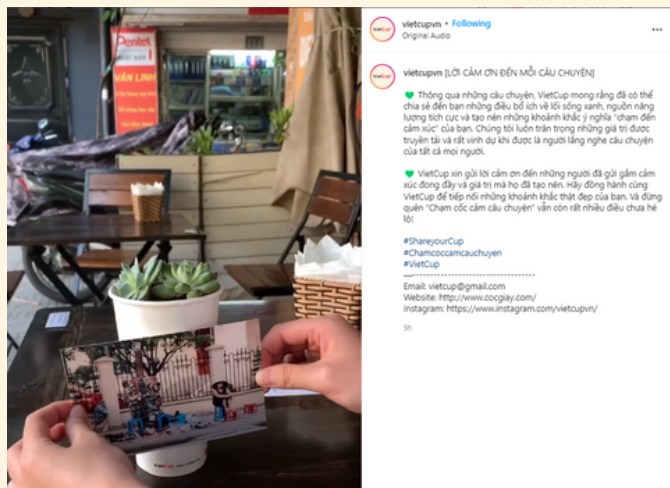 Pentel
VĂN LINH
VietCup
vietcupvn • Following
Original Audio
...
vietcupvn [LỜI CẢM ƠN ĐẾN MỖI CÂU CHUYỆN]
💚 Thông qua những câu chuyện, VietCup mong rằng đã có thể
chia sẻ đến bạn những điều bổ ích về lối sống xanh, nguồn năng
lượng tích cực và tạo nên những khoảnh khắc ý nghĩa "chạm đến
cảm xúc" của bạn. Chúng tôi luôn trân trọng những giá trị được
truyền tải và rất vinh dự khi được là người lắng nghe câu chuyện
của tất cả mọi người.
💚 VietCup xin gửi lời cảm ơn đến những người đã gửi gắm cảm
xúc đong đầy và giá trị mà họ đã tạo nên. Hãy đồng hành cùng
VietCup để tiếp nối những khoảnh khắc thật đẹp của bạn. Và đừng
quên "Chạm cốc cảm câu chuyện" vẫn còn rất nhiều điều chưa hé
lộ!
#ShareyourCup
#Chamcoccamcauchuyen
#VietCup
—----------------------------------
Email: vietcup@gmail.com
Website: http://www.cocgiay.com/
Instagram: https://www.instagram.com/vietcupvn/
5h